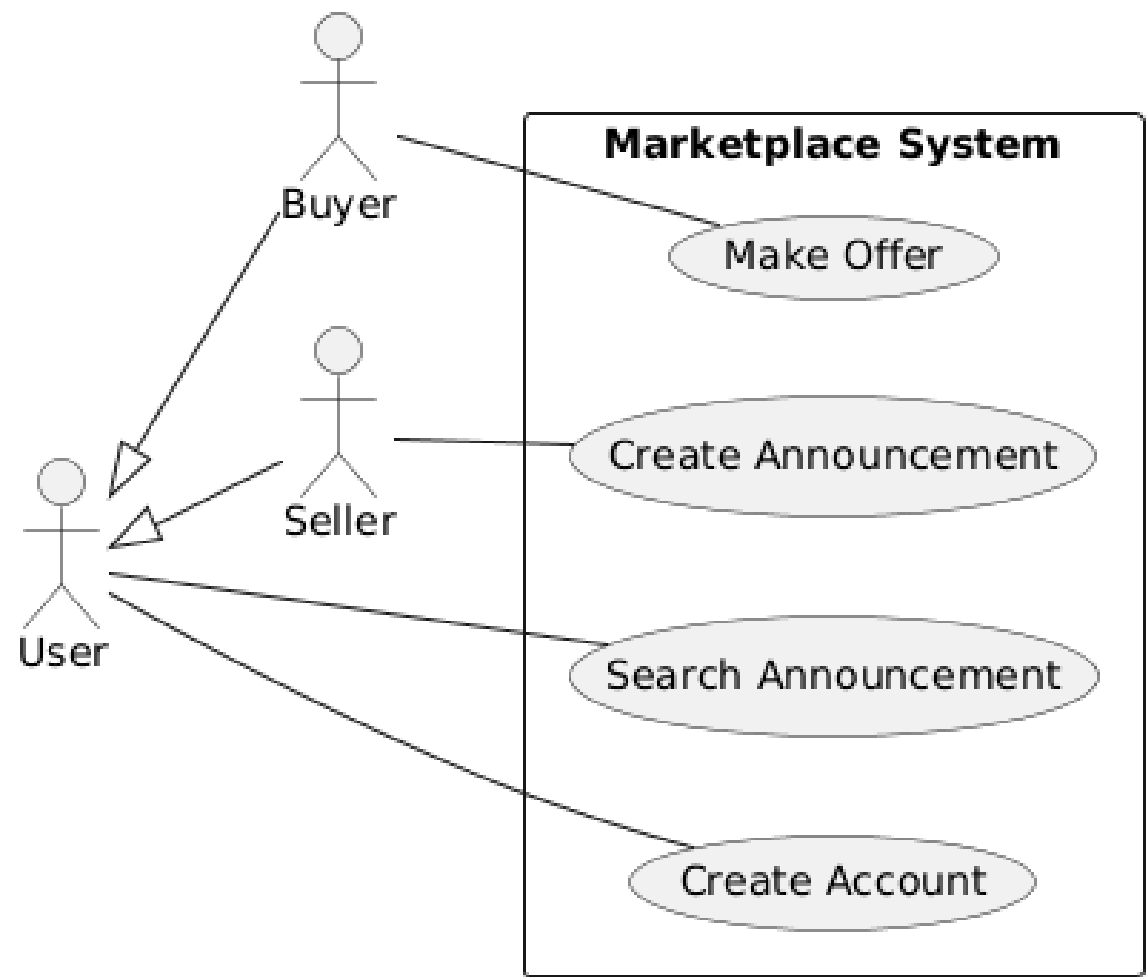 Marketplace System
Buyer
Make Offer
Seller
Create Announcement
User
Search Announcement
Create Account